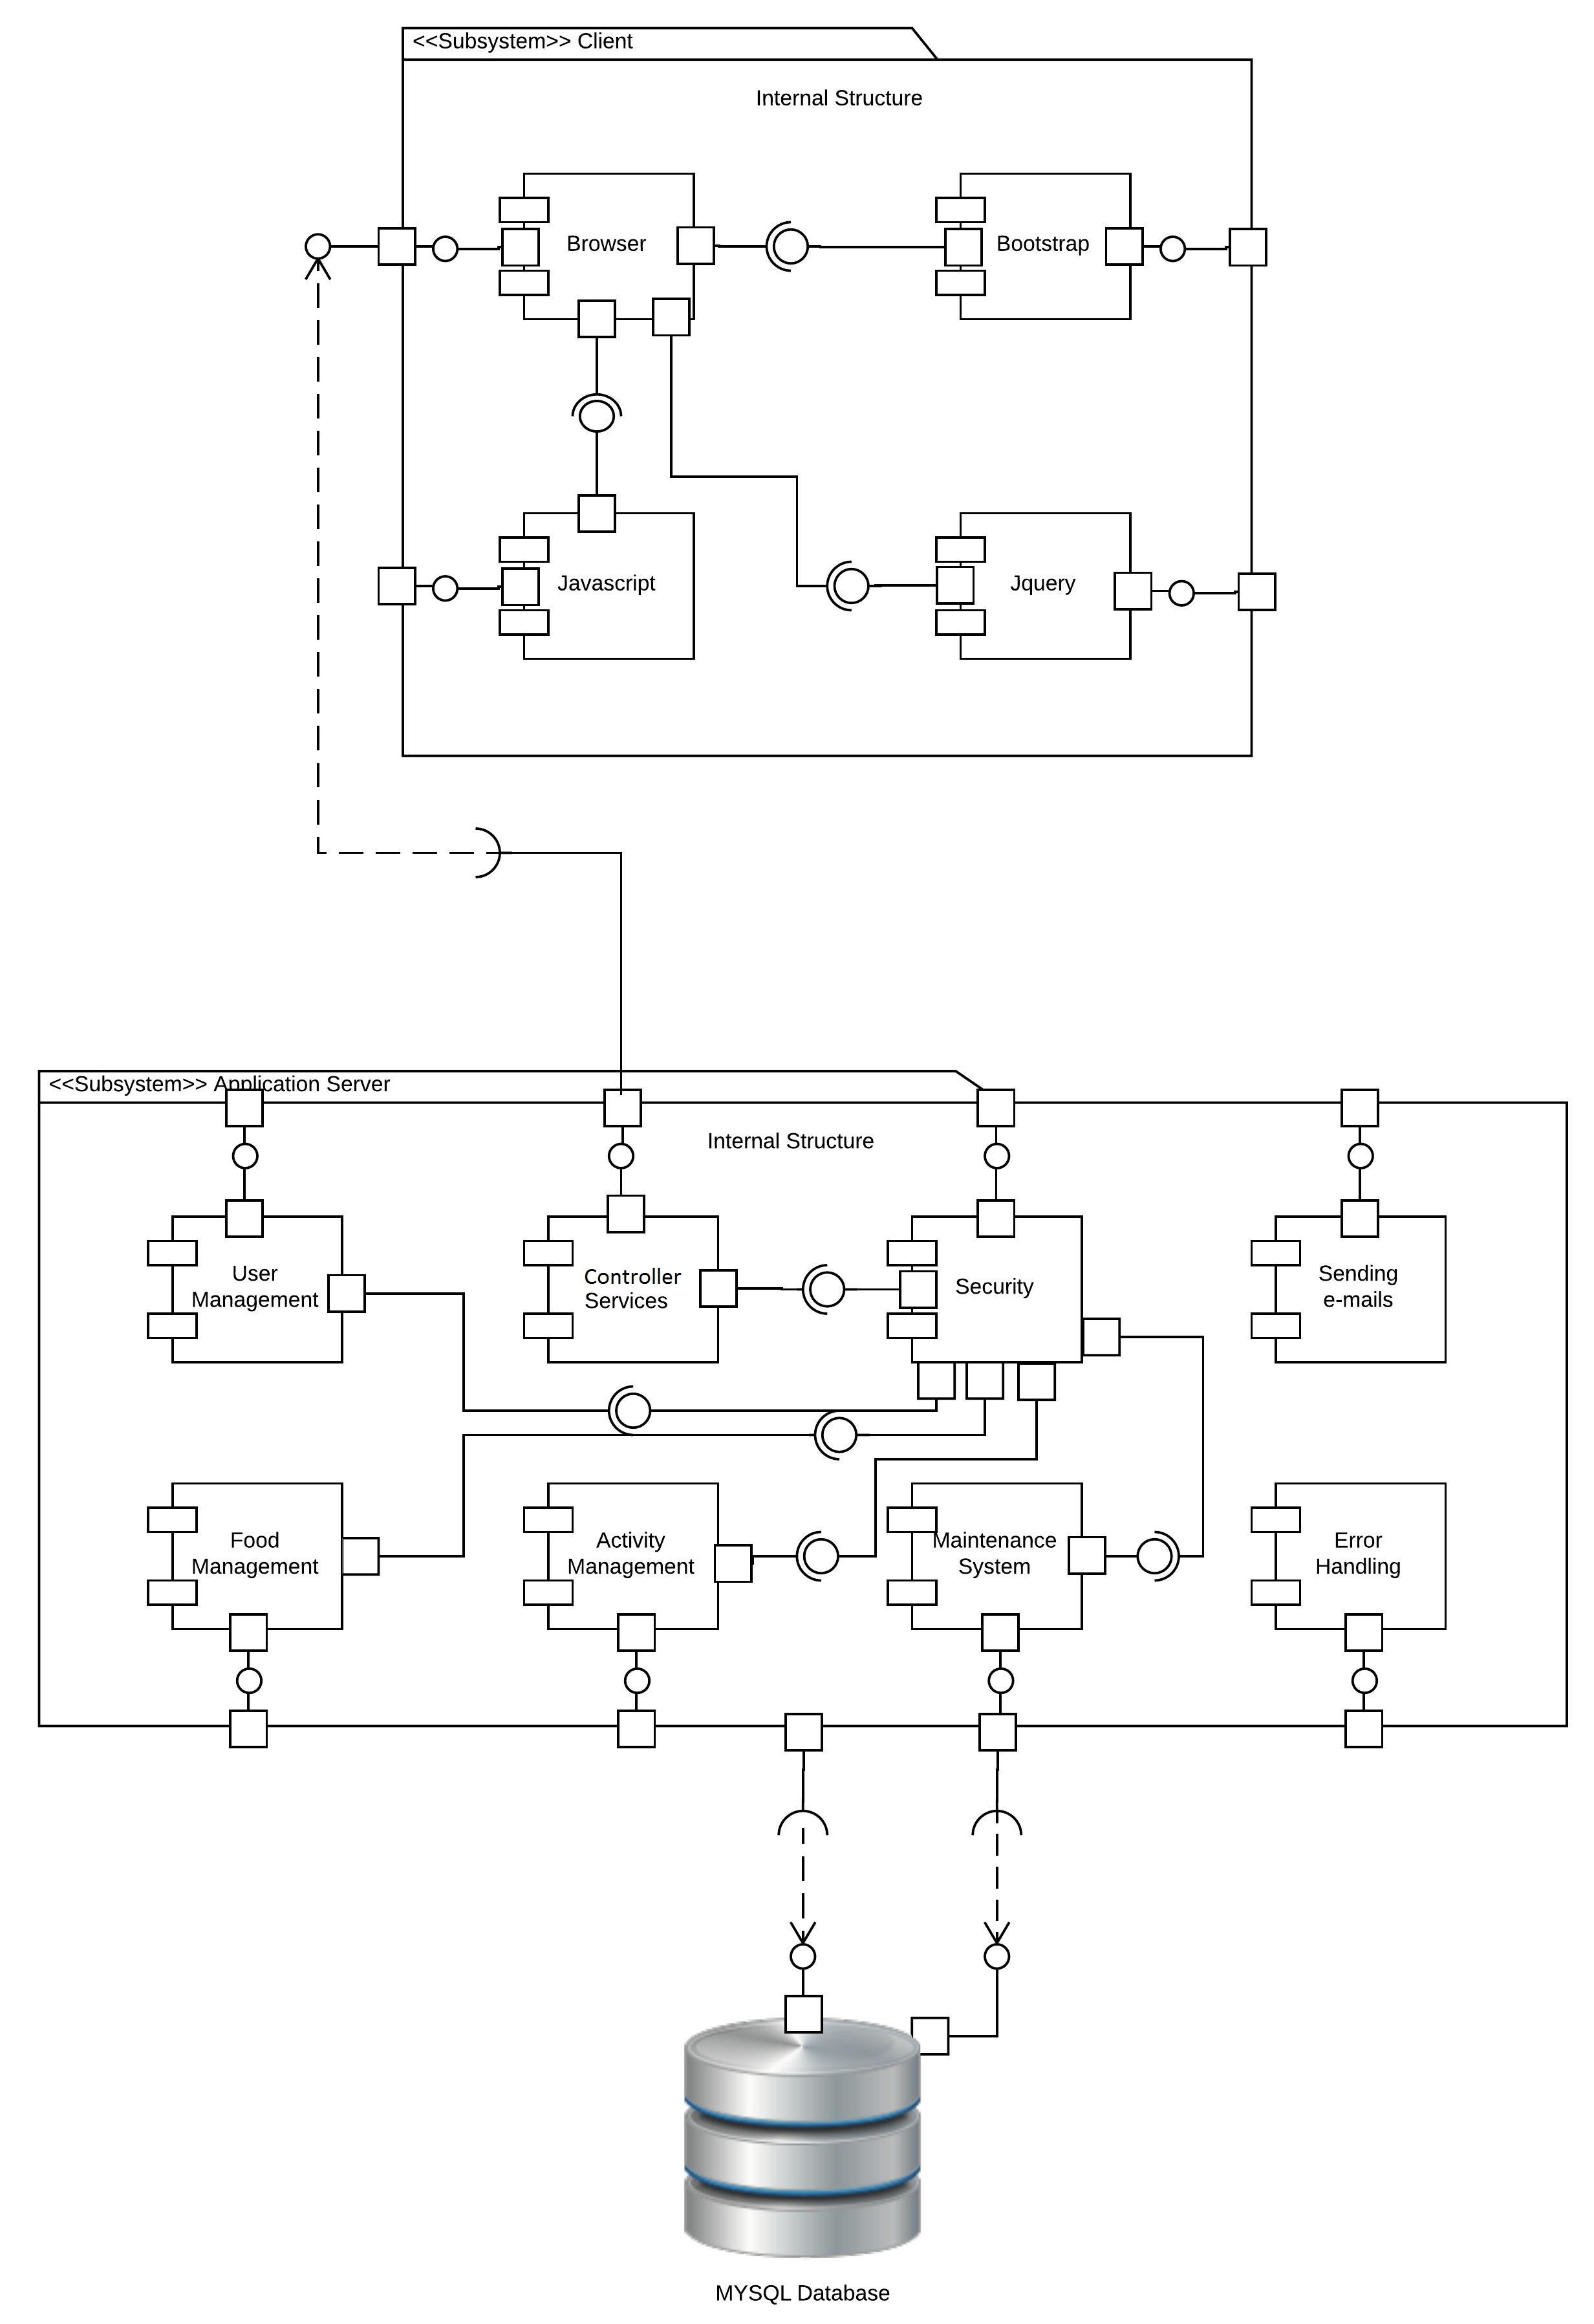 <<Subsystem>> Client
Internal Structure
Browser
Bootstrap
Javascript
Jquery
<<Subsystem>> Application Server
Internal Structure
User
Management
Controller
Services
Security
Sending
e-mails
Food
Management
Activity
Management
Maintenance
System
Error
Handling
MYSQL Database